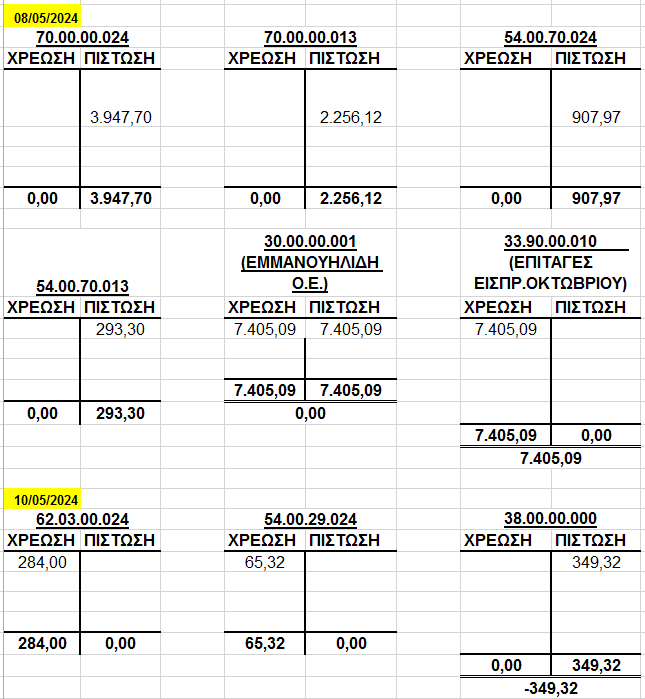 08/05/2024
70.00.00.024 70.00.00.013 54.00.70.024
ΧΡΕΩΣΗ ΠΙΣΤΩΣΗ ΧΡΕΩΣΗ ΠΙΣΤΩΣΗ ΧΡΕΩΣΗ ΠΙΣΤΩΣΗ
3.947,70 2.256,12 907,97
0,00 3.947,70 0,00 2.256,12 0,00 907,97
30.00.00.001 33.90.00.010
(ΕΜΜΑΝΟΥΗΛΙΔΗ (ΕΠΙΤΑΓΕΣ
54.00.70.013 Ο.Ε.) ΕΙΣΠΡ.ΟΚΤΩΒΡΙΟΥ)
ΧΡΕΩΣΗ ΠΙΣΤΩΣΗ ΧΡΕΩΣΗ ΠΙΣΤΩΣΗ ΧΡΕΩΣΗ ΠΙΣΤΩΣΗ
293,30 7.405,09 7.405,09 7.405,09
7.405,09 7.405,09
0,00 293,30 0,00
7.405,09 0,00
7.405,09
10/05/2024
62.03.00.024 54.00.29.024 38.00.00.000
ΧΡΕΩΣΗ ΠΙΣΤΩΣΗ ΧΡΕΩΣΗ ΠΙΣΤΩΣΗ ΧΡΕΩΣΗ ΠΙΣΤΩΣΗ
284,00 65,32 349,32
284,00 0,00 65,32 0,00
0,00 349,32
-349,32